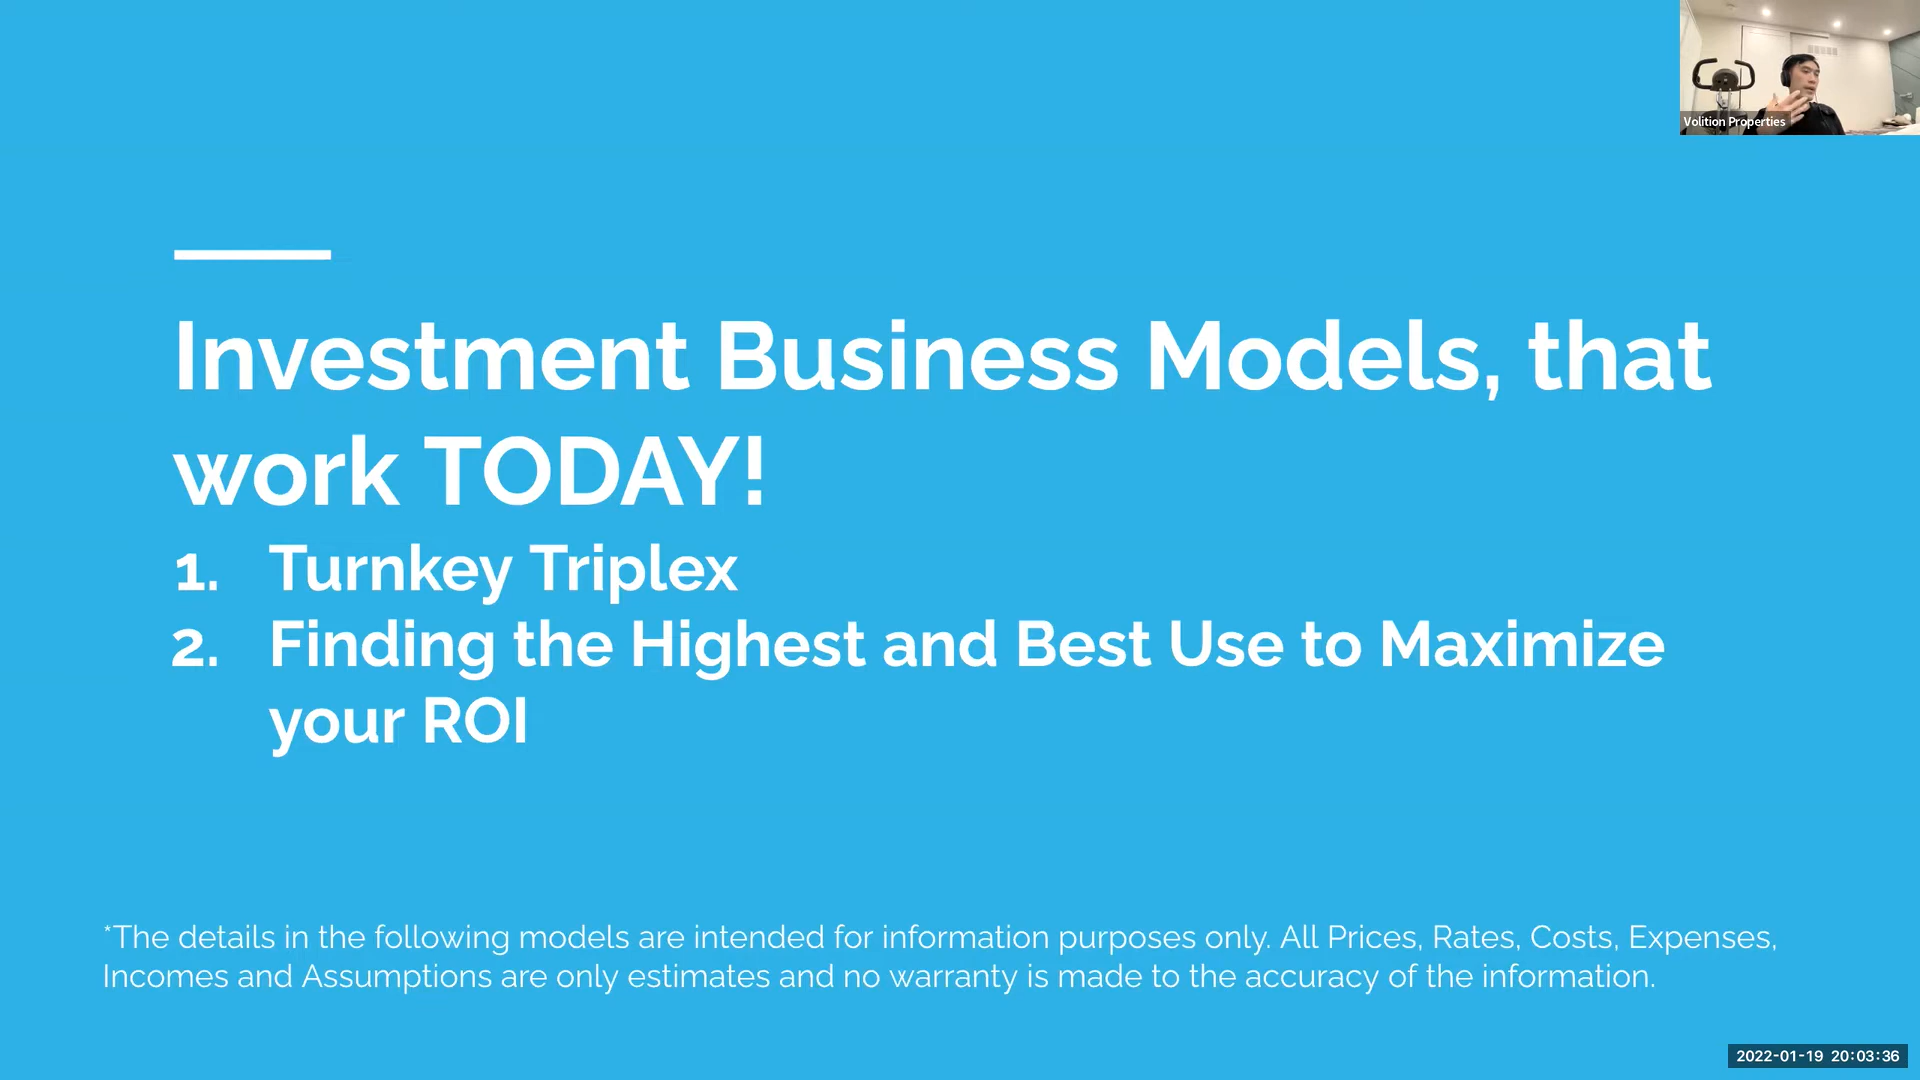 Volition Properties
Investment Business Models, that
work TODAY!
1. Turnkey Triplex
2. Finding the Highest and Best Use to Maximize
your ROI
*The details in the following models are intended for information purposes only. All Prices, Rates, Costs, Expenses,
Incomes and Assumptions are only estimates and no warranty is made to the accuracy of the information.
2022-01-19 20:03:36